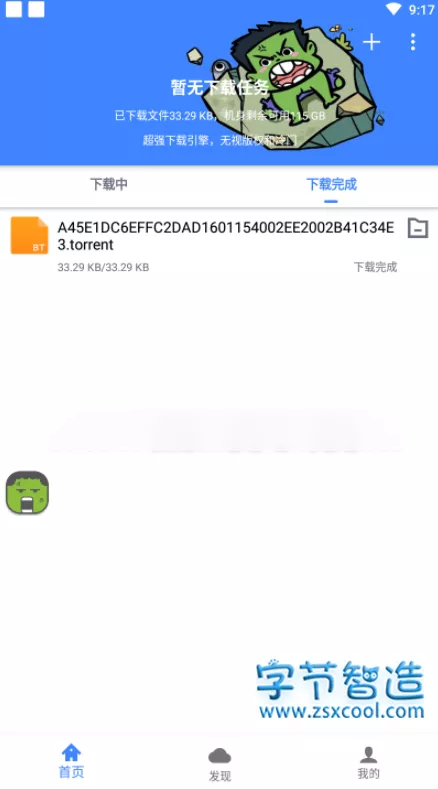 9:17
暂无下载任务
已下载文件33.29 KB，机身剩余可用115 GB
超强下载引擎，无视版权和冷门
下载中
下载完成
A45E1DC6EFFC2DAD1601154002EE2002B41C34E
3.torrent
BT
33.29 KB/33.29 KB
下载完成
字节智造
www.zsxcool.com
首页
发现
我的